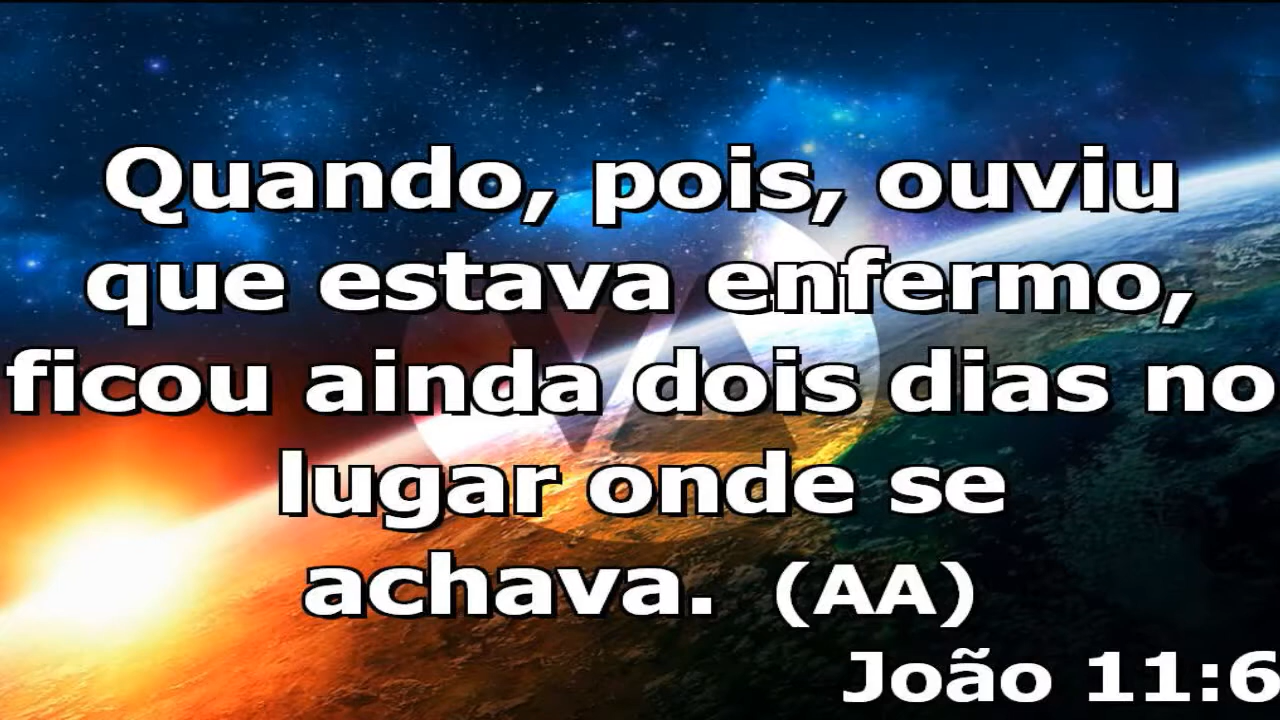 Quando, pois, ouviu
que estava enfermo,
ficou ainda dois dias no
lugar onde se
achava. (AA)
João 11:6